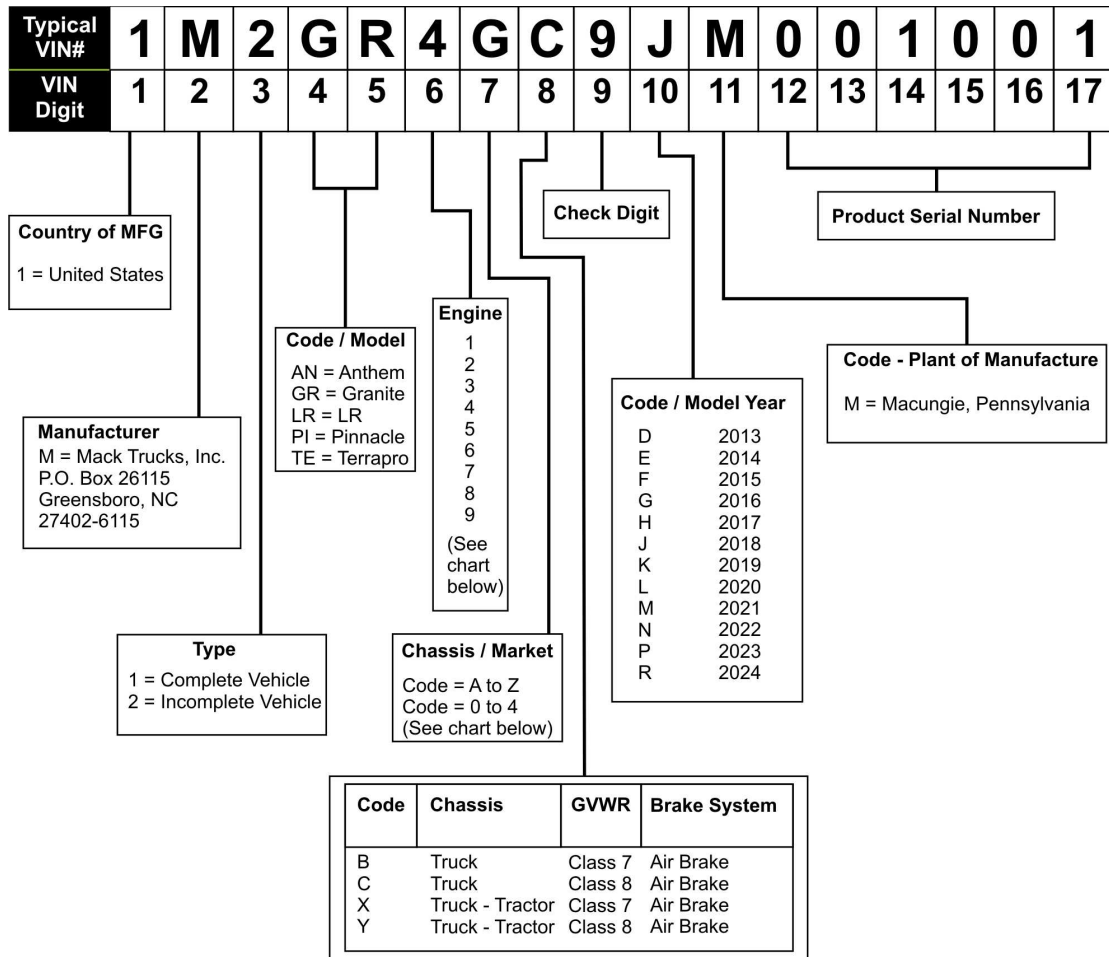 Typical VIN# 1 M 2 G R 4 G C 9 J M 0 0 1 0 0 1
VIN Digit 1 2 3 4 5 6 7 8 9 10 11 12 13 14 15 16 17
Country of MFG
1 = United States
Manufacturer
M = Mack Trucks, Inc.
P.O. Box 26115
Greensboro, NC
27402-6115
Type
1 = Complete Vehicle
2 = Incomplete Vehicle
Code / Model
AN = Anthem
GR = Granite
LR = LR
PI = Pinnacle
TE = Terrapro
Engine
1
2
3
4
5
6
7
8
9
(See
chart
below)
Chassis / Market
Code = A to Z
Code = 0 to 4
(See chart below)
Code Chassis GVWR Brake System
B Truck Class 7 Air Brake
C Truck Class 8 Air Brake
X Truck - Tractor Class 7 Air Brake
Y Truck - Tractor Class 8 Air Brake
Check Digit
Code / Model Year
D 2013
E 2014
F 2015
G 2016
H 2017
J 2018
K 2019
L 2020
M 2021
N 2022
P 2023
R 2024
Code - Plant of Manufacture
M = Macungie, Pennsylvania
Product Serial Number